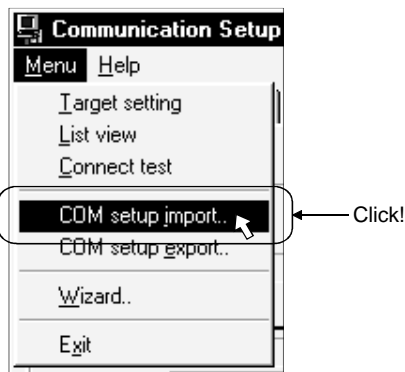 Communication Setup
Menu Help
Target setting
List view
Connect test
COM setup import..
Click!
COM setup export..
Wizard..
Exit